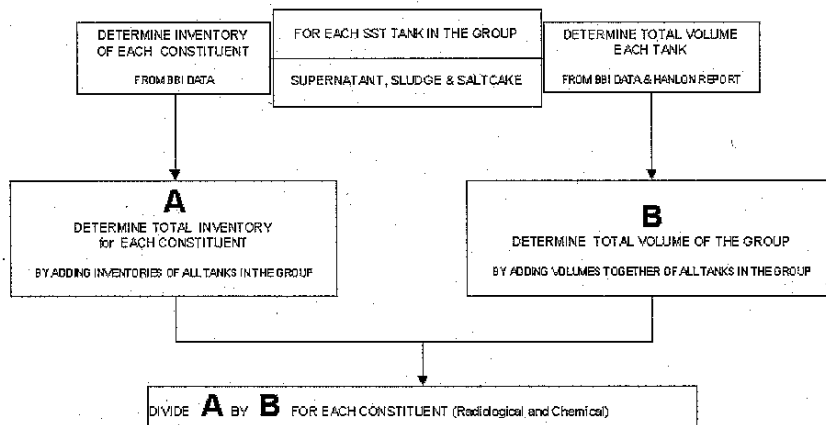 DETERMINE INVENTORY
OF EACH CONSTITUENT
FROM BBI DATA
FOR EACH SST TANK IN THE GROUP
SUPERNATANT, SLUDGE & SALTCAKE
DETERMINE TOTAL VOLUME
EACH TANK
FROM BBI DATA & HANLON REPORT
A
DETERMINE TOTAL INVENTORY
for EACH CONSTITUENT
BY ADDING INVENTORIES OF ALL TANKS IN THE GROUP
B
DETERMINE TOTAL VOLUME OF THE GROUP
BY ADDING VOLUMES TOGETHER OF ALL TANKS IN THE GROUP
DIVIDE A BY B FOR EACH CONSTITUENT (Radiological and Chemical)